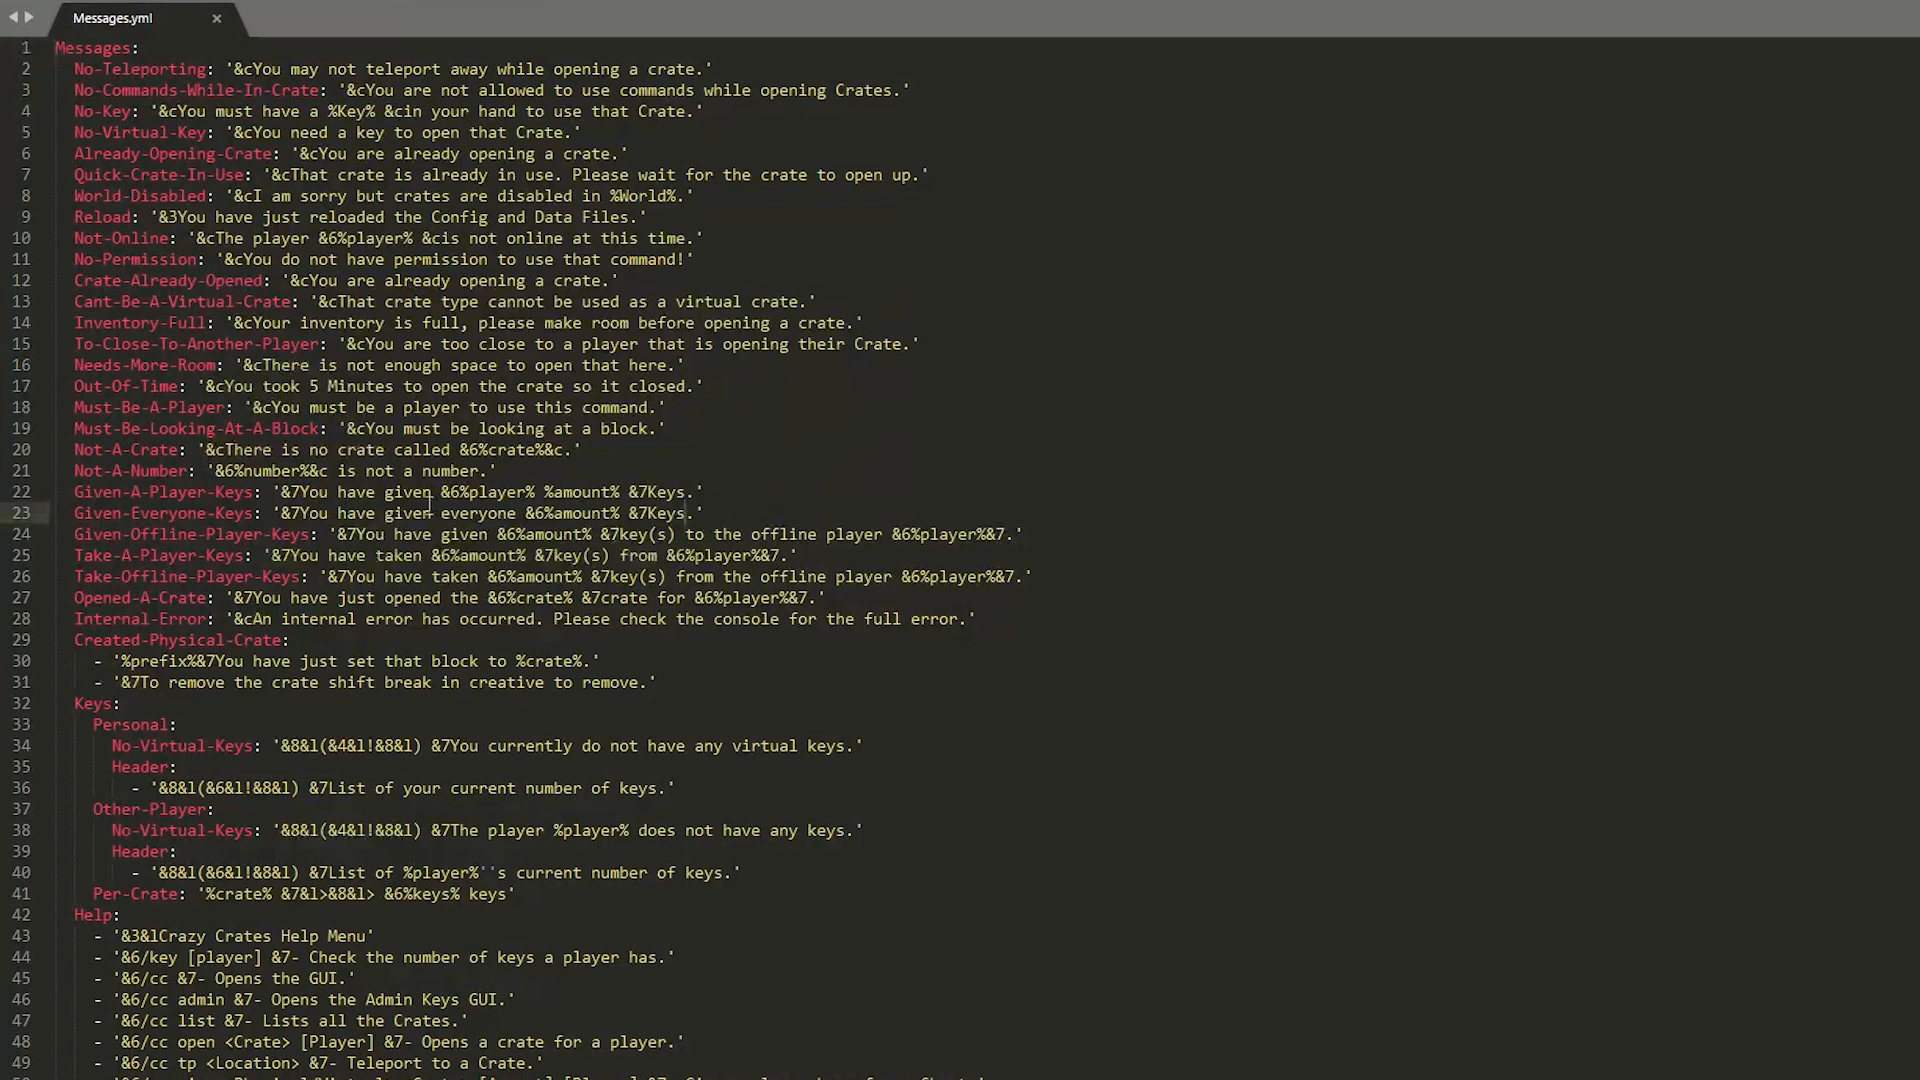 Messages.yml ×
1 Messages:
2 No-Teleporting: '&cYou may not teleport away while opening a crate.'
3 No-Commands-While-In-Crate: '&cYou are not allowed to use commands while opening Crates.'
4 No-Key: '&cYou must have a %Key% &cin your hand to use that Crate.'
5 No-Virtual-Key: '&cYou need a key to open that Crate.'
6 Already-Opening-Crate: '&cYou are already opening a crate.'
7 Quick-Crate-In-Use: '&cThat crate is already in use. Please wait for the crate to open up.'
8 World-Disabled: '&cI am sorry but crates are disabled in %World%.'
9 Reload: '&3You have just reloaded the Config and Data Files.'
10 Not-Online: '&cThe player &6%player% &cis not online at this time.'
11 No-Permission: '&cYou do not have permission to use that command!'
12 Crate-Already-Opened: '&cYou are already opening a crate.'
13 Cant-Be-A-Virtual-Crate: '&cThat crate type cannot be used as a virtual crate.'
14 Inventory-Full: '&cYour inventory is full, please make room before opening a crate.'
15 To-Close-To-Another-Player: '&cYou are too close to a player that is opening their Crate.'
16 Needs-More-Room: '&cThere is not enough space to open that here.'
17 Out-Of-Time: '&cYou took 5 Minutes to open the crate so it closed.'
18 Must-Be-A-Player: '&cYou must be a player to use this command.'
19 Must-Be-Looking-At-A-Block: '&cYou must be looking at a block.'
20 Not-A-Crate: '&cThere is no crate called &6%crate%&c.'
21 Not-A-Number: '&6%number%&c is not a number.'
22 Given-A-Player-Keys: '&7You have given &6%player% %amount% &7Keys.'
23 Given-Everyone-Keys: '&7You have given everyone &6%amount% &7Keys.'
24 Given-Offline-Player-Keys: '&7You have given &6%amount% &7key(s) to the offline player &6%player%&7.'
25 Take-A-Player-Keys: '&7You have taken &6%amount% &7key(s) from &6%player%&7.'
26 Take-Offline-Player-Keys: '&7You have taken &6%amount% &7key(s) from the offline player &6%player%&7.'
27 Opened-A-Crate: '&7You have just opened the &6%crate% &7crate for &6%player%&7.'
28 Internal-Error: '&cAn internal error has occurred. Please check the console for the full error.'
29 Created-Physical-Crate:
30 - '%prefix%&7You have just set that block to %crate%.'
31 - '&7To remove the crate shift break in creative to remove.'
32 Keys:
33 Personal:
34 No-Virtual-Keys: '&8&l(&4&l!&8&l) &7You currently do not have any virtual keys.'
35 Header:
36 - '&8&l(&6&l!&8&l) &7List of your current number of keys.'
37 Other-Player:
38 No-Virtual-Keys: '&8&l(&4&l!&8&l) &7The player %player% does not have any keys.'
39 Header:
40 - '&8&l(&6&l!&8&l) &7List of %player%''s current number of keys.'
41 Per-Crate: '%crate% &7&l>&8&l> &6%keys% keys'
42 Help:
43 - '&3&lCrazy Crates Help Menu'
44 - '&6/key [player] &7- Check the number of keys a player has.'
45 - '&6/cc &7- Opens the GUI.'
46 - '&6/cc admin &7- Opens the Admin Keys GUI.'
47 - '&6/cc list &7- Lists all the Crates.'
48 - '&6/cc open <Crate> [Player] &7- Opens a crate for a player.'
49 - '&6/cc tp <Location> &7- Teleport to a Crate.'